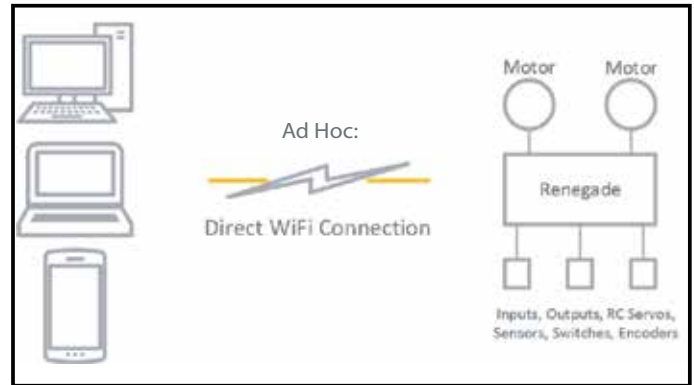 Ad Hoc:
Direct WiFi Connection
Motor Motor
Renegade
Inputs, Outputs, RC Servos,
Sensors, Switches, Encoders